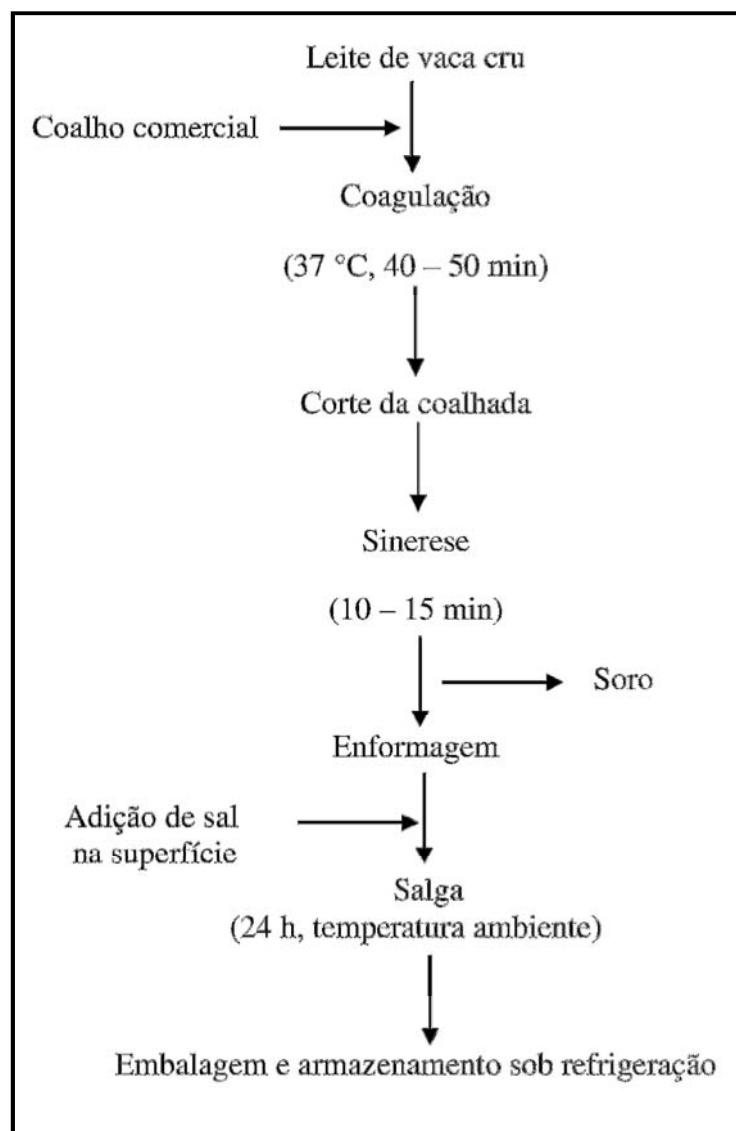 Leite de vaca cru
Coalho comercial
Coagulação
(37 °C, 40 – 50 min)
Corte da coalhada
Sinerese
(10 – 15 min)
Soro
Enformagem
Adição de sal
na superfície
Salga
(24 h, temperatura ambiente)
Embalagem e armazenamento sob refrigeração